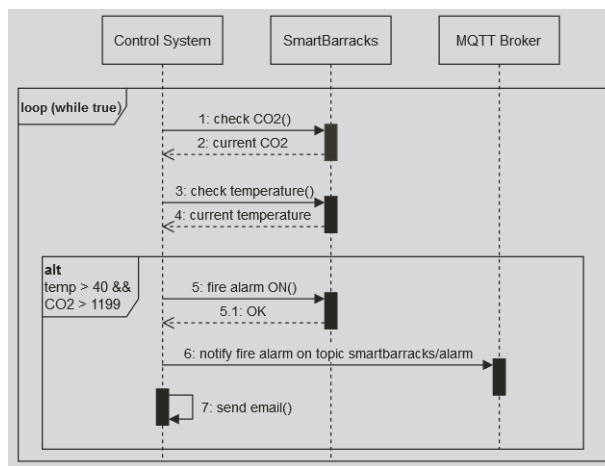 Control System
SmartBarracks
MQTT Broker
loop (while true)
1: check CO2()
2: current CO2
3: check temperature()
4: current temperature
alt
temp > 40 &&
CO2 > 1199
5: fire alarm ON()
5.1: OK
6: notify fire alarm on topic smartbarracks/alarm
7: send email()